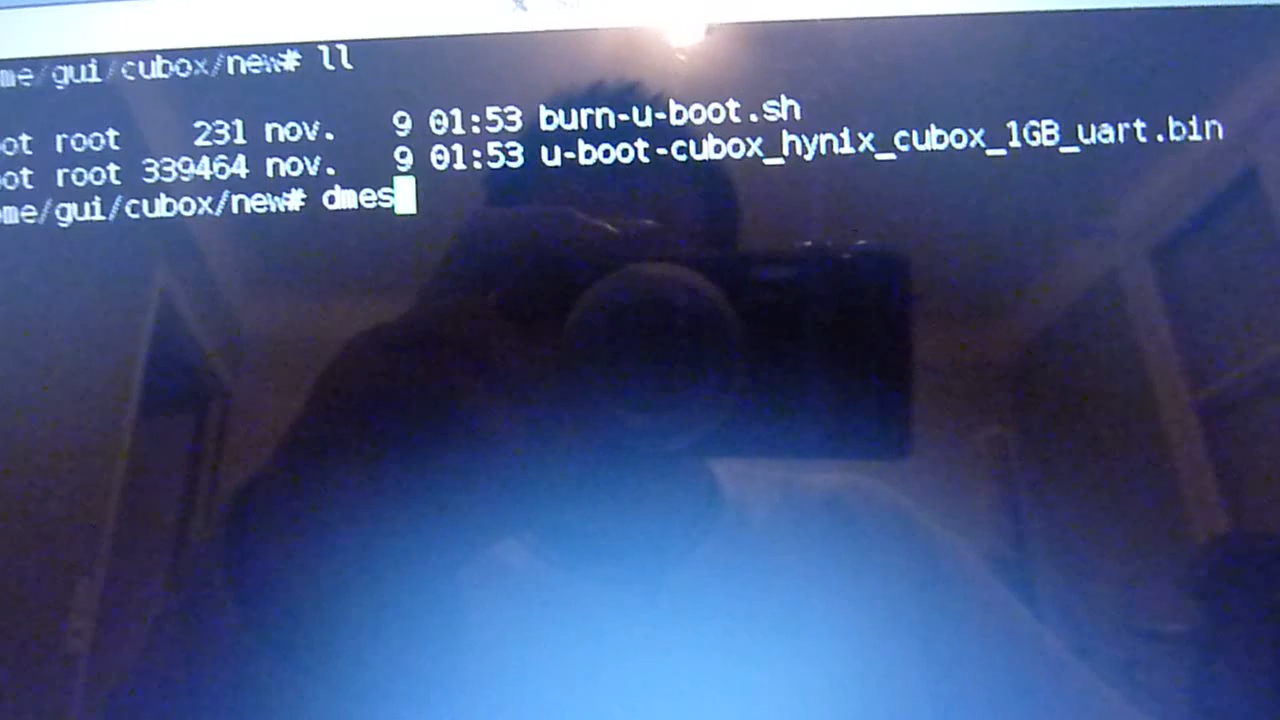 me/gui/cubox/new# ll
ot root 231 nov. 9 01:53 burn-u-boot.sh
ot root 339464 nov. 9 01:53 u-boot-cubox_hynix_cubox_1GB_uart.bin
me/gui/cubox/new# dmes